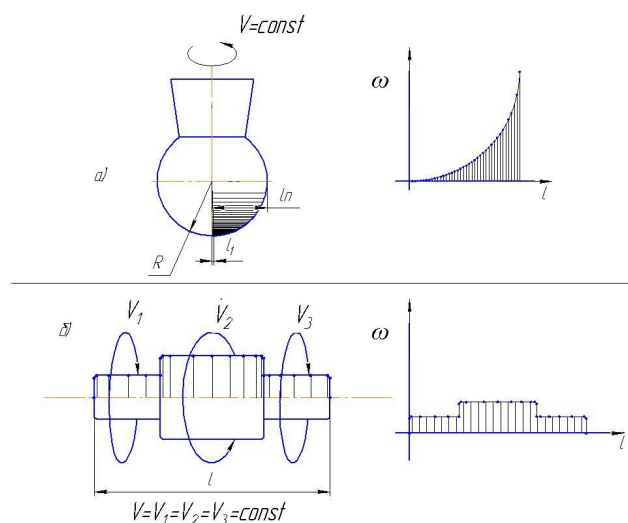 V=const
ω
а)
ln
l
l₁
R
V₁
V₂
V₃
б)
ω
l
l
V=V₁=V₂=V₃=const